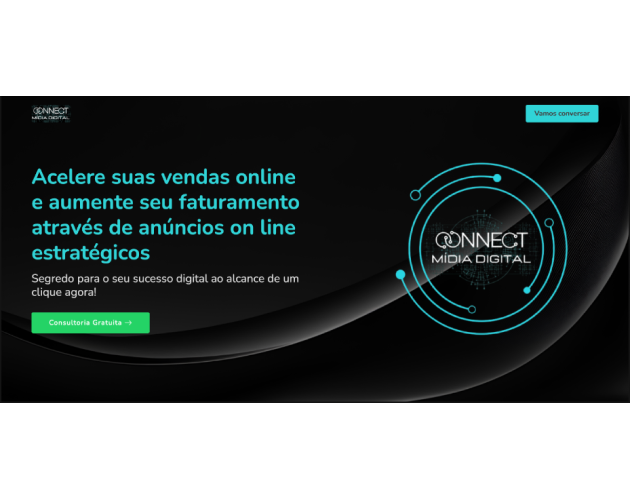 CONNECT
MÍDIA DIGITAL
Vamos conversar
Acelere suas vendas online
e aumente seu faturamento
através de anúncios on line
estratégicos
Segredo para o seu sucesso digital ao alcance de um
clique agora!
Consultoria Gratuita →
CONNECT
MÍDIA DIGITAL